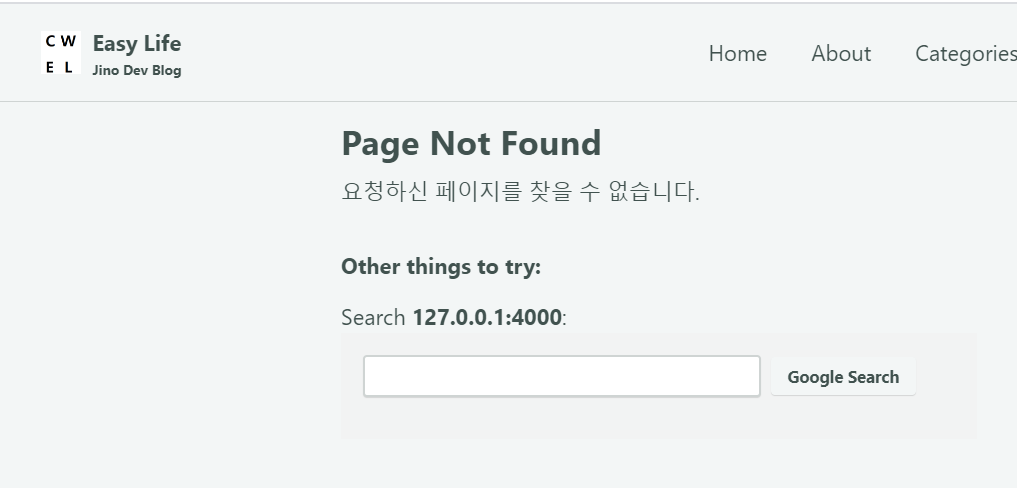 C W
E L
Easy Life
Jino Dev Blog
Home About Categories
Page Not Found
요청하신 페이지를 찾을 수 없습니다.
Other things to try:
Search 127.0.0.1:4000:
Google Search